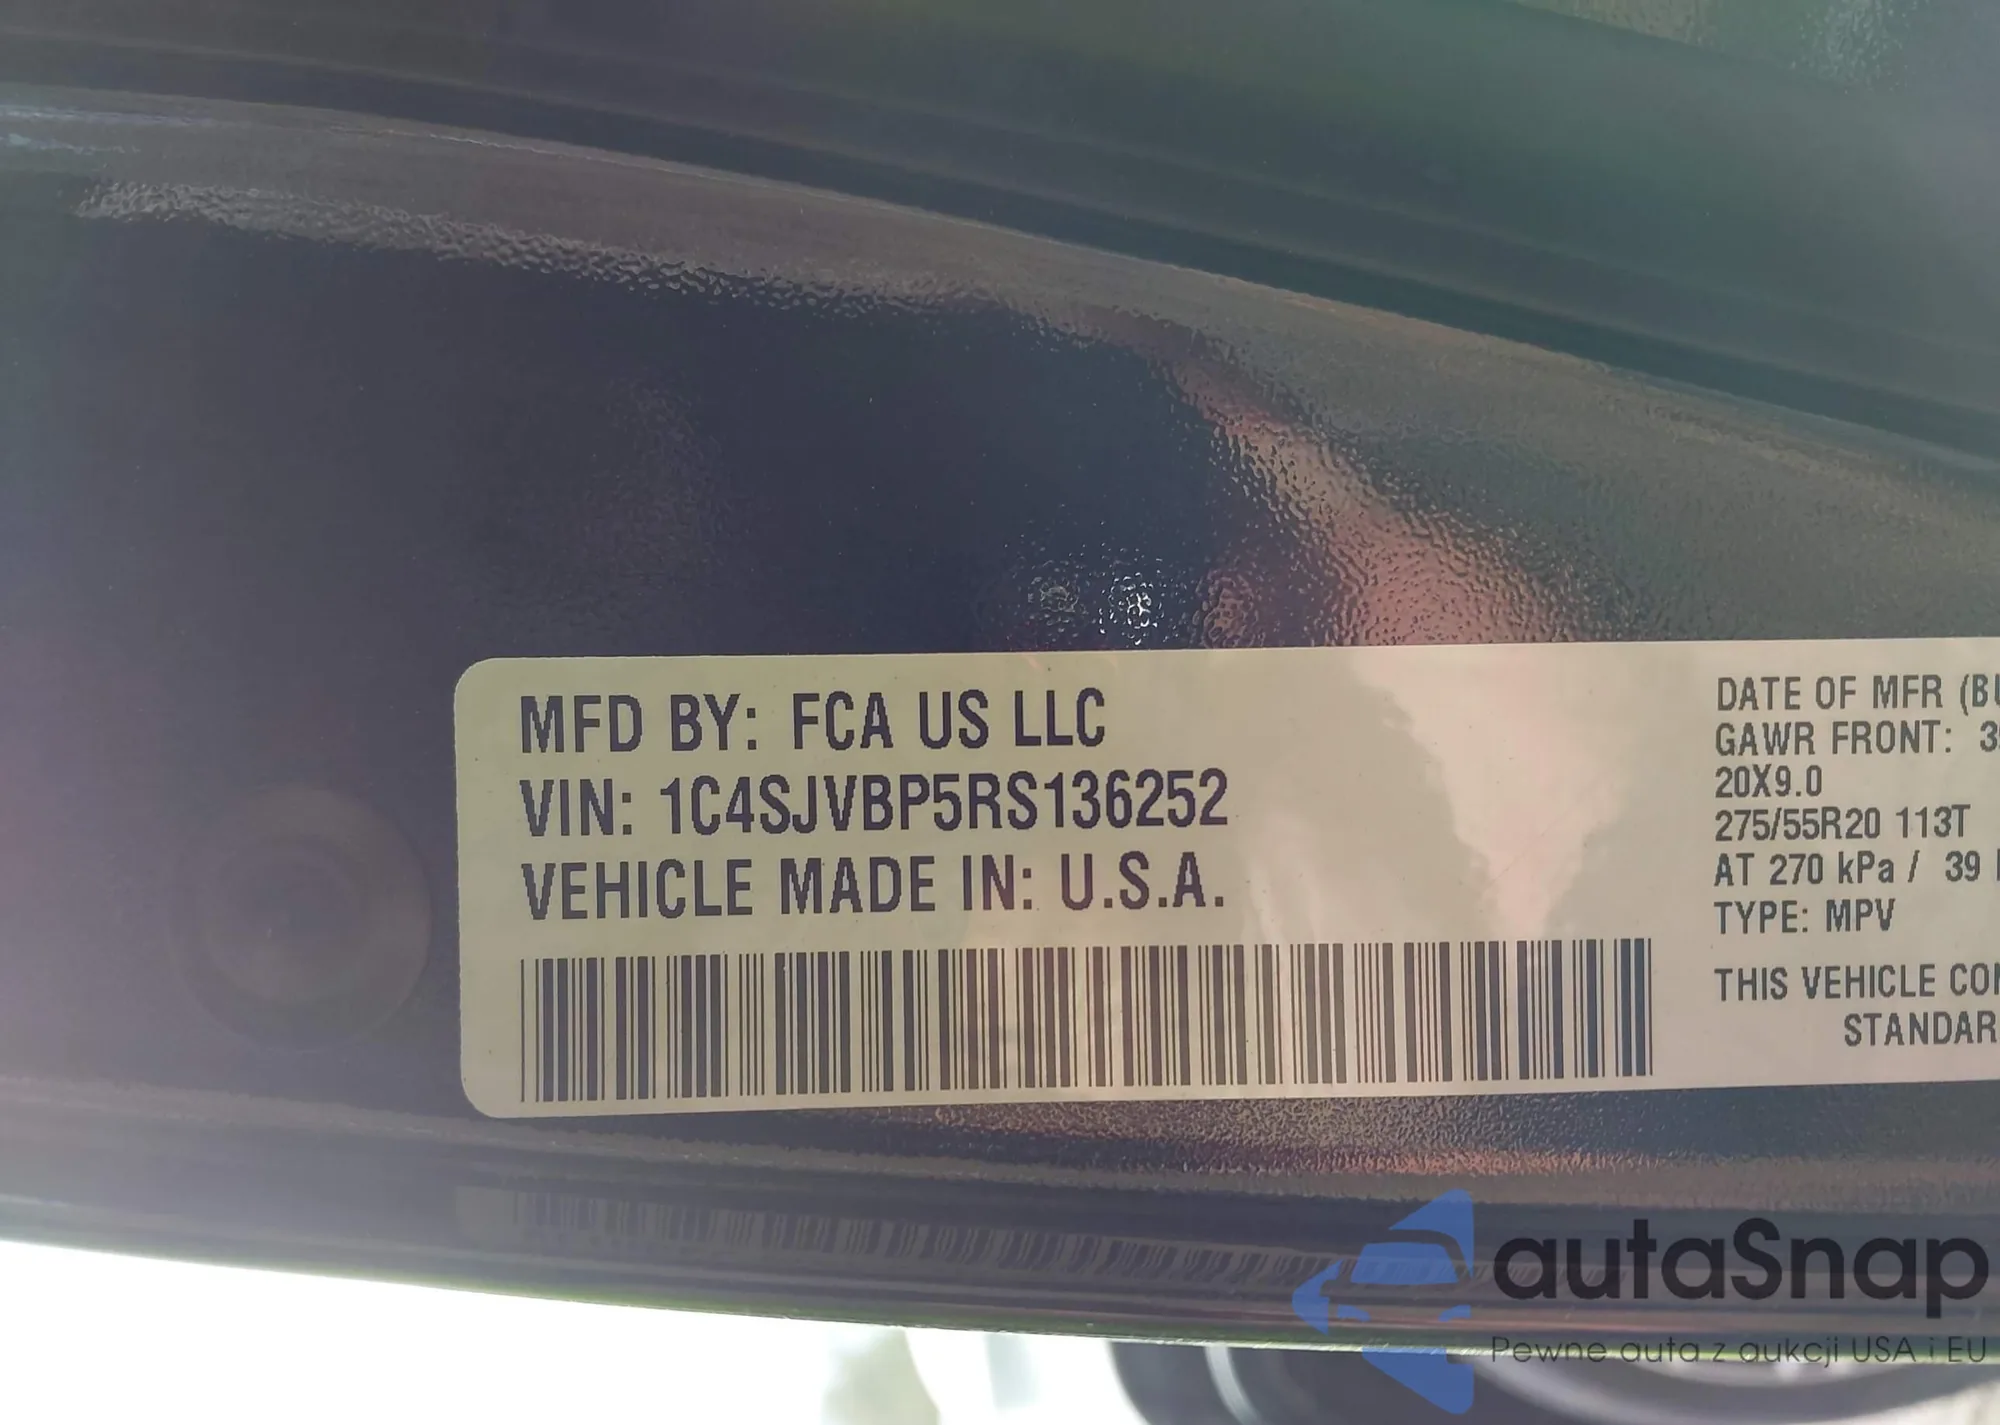 MFD BY: FCA US LLC
VIN: 1C4SJVBP5RS136252
VEHICLE MADE IN: U.S.A.
DATE OF MFR
GAWR FRONT:
20X9.0
275/55R20 113T
AT 270 kPa / 39
TYPE: MPV
THIS VEHICLE
autaSnap
Pewne auta z aukcji USA i EU